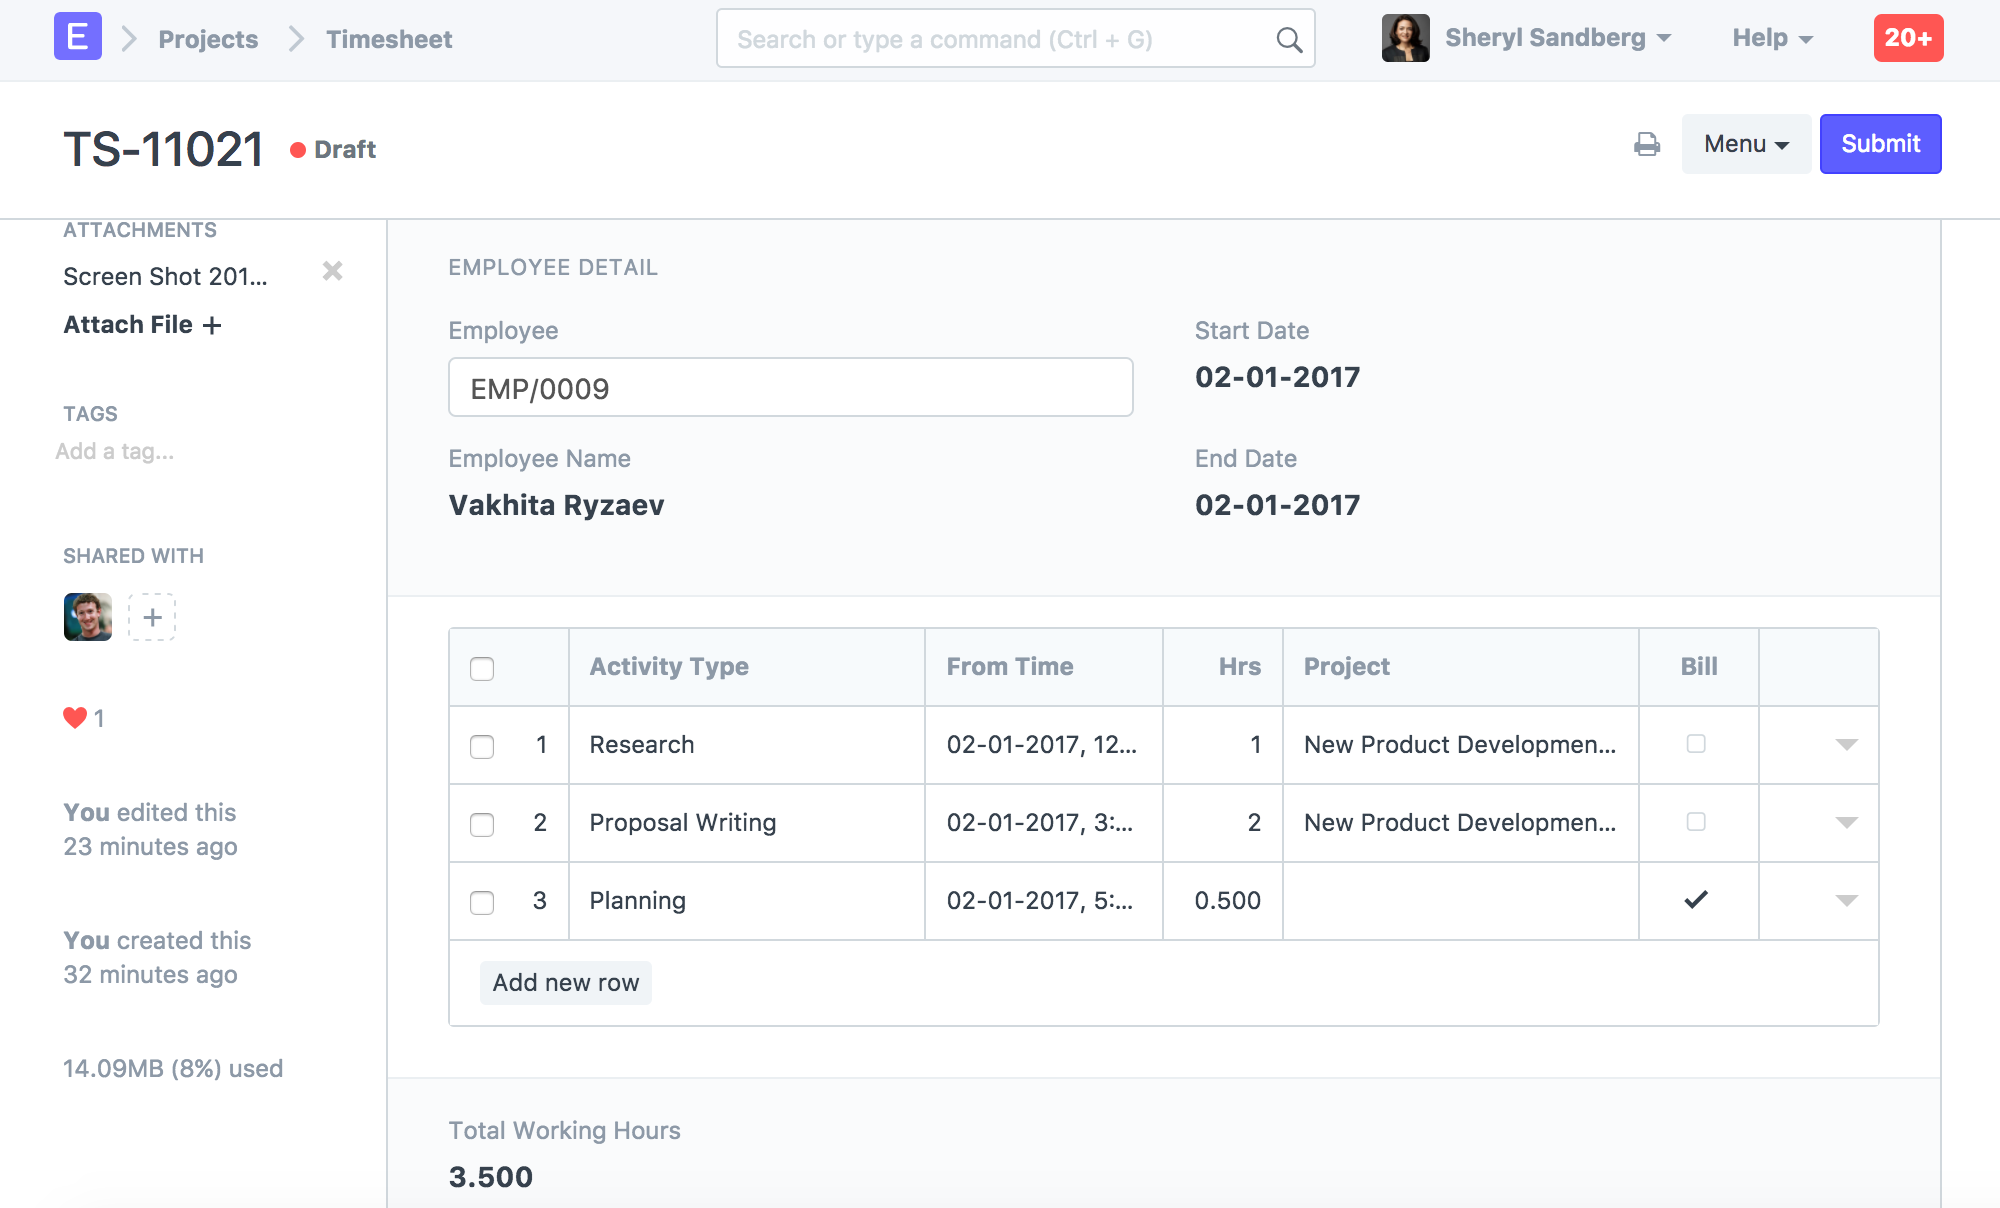 E Projects Timesheet Search or type a command (Ctrl + G) Sheryl Sandberg Help 20+
TS-11021 Draft Menu Submit
ATTACHMENTS
Screen Shot 201...
Attach File +
TAGS
Add a tag...
SHARED WITH
+
1
You edited this
23 minutes ago
You created this
32 minutes ago
14.09MB (8%) used
EMPLOYEE DETAIL
Employee
EMP/0009
Employee Name
Vakhita Ryzaev
Start Date
02-01-2017
End Date
02-01-2017
Activity Type From Time Hrs Project Bill
1 Research 02-01-2017, 12... 1 New Product Developmen...
2 Proposal Writing 02-01-2017, 3:... 2 New Product Developmen...
3 Planning 02-01-2017, 5:... 0.500
Add new row
Total Working Hours
3.500